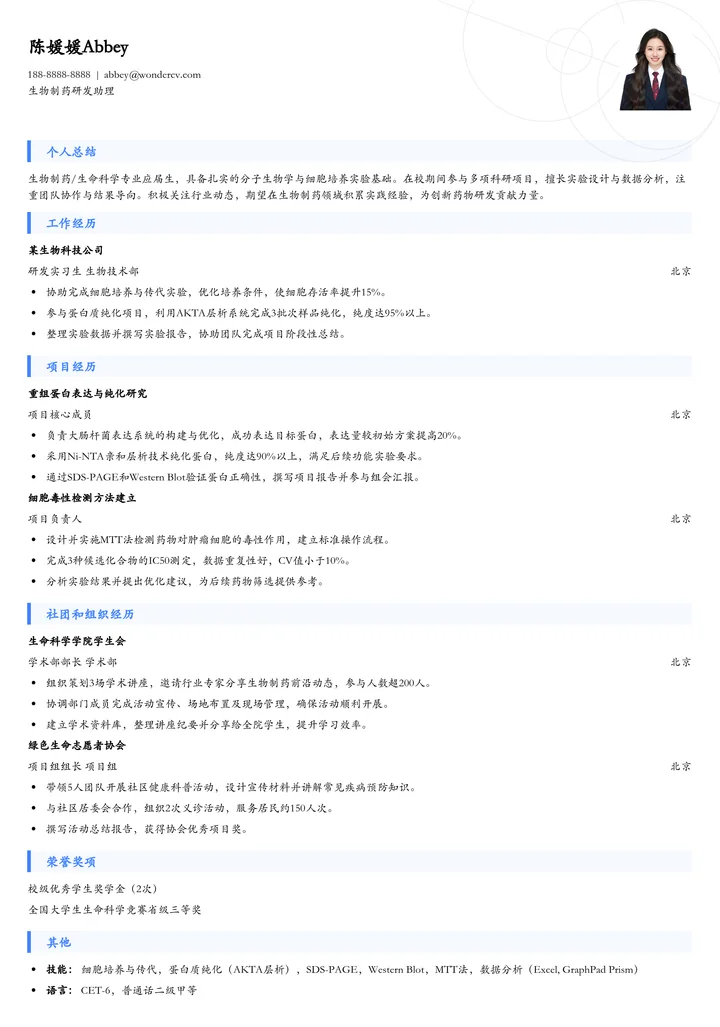 陈媛媛Abbey
188-8888-8888 | abbey@wondercv.com
生物制药研发助理
个人总结
生物制药/生命科学专业应届生，具备扎实的分子生物学与细胞培养实验基础。在校期间参与多项科研项目，擅长实验设计与数据分析，注
重团队协作与结果导向。积极关注行业动态，期望在生物制药领域积累实践经验，为创新药物研发贡献力量。
工作经历
某生物科技公司
研发实习生 生物技术部 北京
• 协助完成细胞培养与传代实验，优化培养条件，使细胞存活率提升15%。
• 参与蛋白质纯化项目，利用AKTA层析系统完成3批次样品纯化，纯度达95%以上。
• 整理实验数据并撰写实验报告，协助团队完成项目阶段性总结。
项目经历
重组蛋白表达与纯化研究
项目核心成员 北京
• 负责大肠杆菌表达系统的构建与优化，成功表达目标蛋白，表达量较初始方案提高20%。
• 采用Ni-NTA亲和层析技术纯化蛋白，纯度达90%以上，满足后续功能实验要求。
• 通过SDS-PAGE和Western Blot验证蛋白正确性，撰写项目报告并参与组会汇报。
细胞毒性检测方法建立
项目负责人 北京
• 设计并实施MTT法检测药物对肿瘤细胞的毒性作用，建立标准操作流程。
• 完成3种候选化合物的IC50测定，数据重复性好，CV值小于10%。
• 分析实验结果并提出优化建议，为后续药物筛选提供参考。
社团和组织经历
生命科学学院学生会
学术部部长 学术部 北京
• 组织策划3场学术讲座，邀请行业专家分享生物制药前沿动态，参与人数超200人。
• 协调部门成员完成活动宣传、场地布置及现场管理，确保活动顺利开展。
• 建立学术资料库，整理讲座纪要并分享给全院学生，提升学习效率。
绿色生命志愿者协会
项目组组长 项目组 北京
• 带领5人团队开展社区健康科普活动，设计宣传材料并讲解常见疾病预防知识。
• 与社区居委会合作，组织2次义诊活动，服务居民约150人次。
• 撰写活动总结报告，获得协会优秀项目奖。
荣誉奖项
校级优秀学生奖学金（2次）
全国大学生生命科学竞赛省级三等奖
其他
• 技能： 细胞培养与传代，蛋白质纯化（AKTA层析），SDS-PAGE，Western Blot，MTT法，数据分析（Excel, GraphPad Prism）
• 语言： CET-6，普通话二级甲等